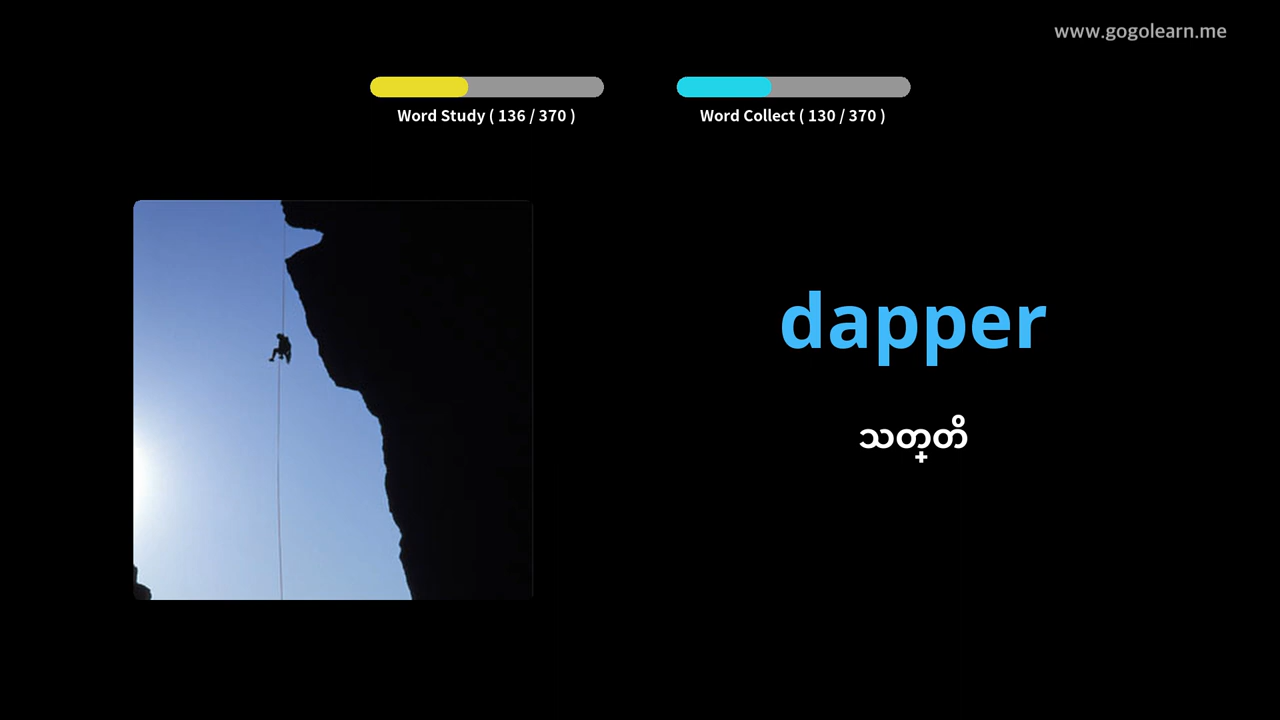 www.gogolearn.me
Word Study ( 136 / 370 )
Word Collect ( 130 / 370 )
dapper
သတ္တိ